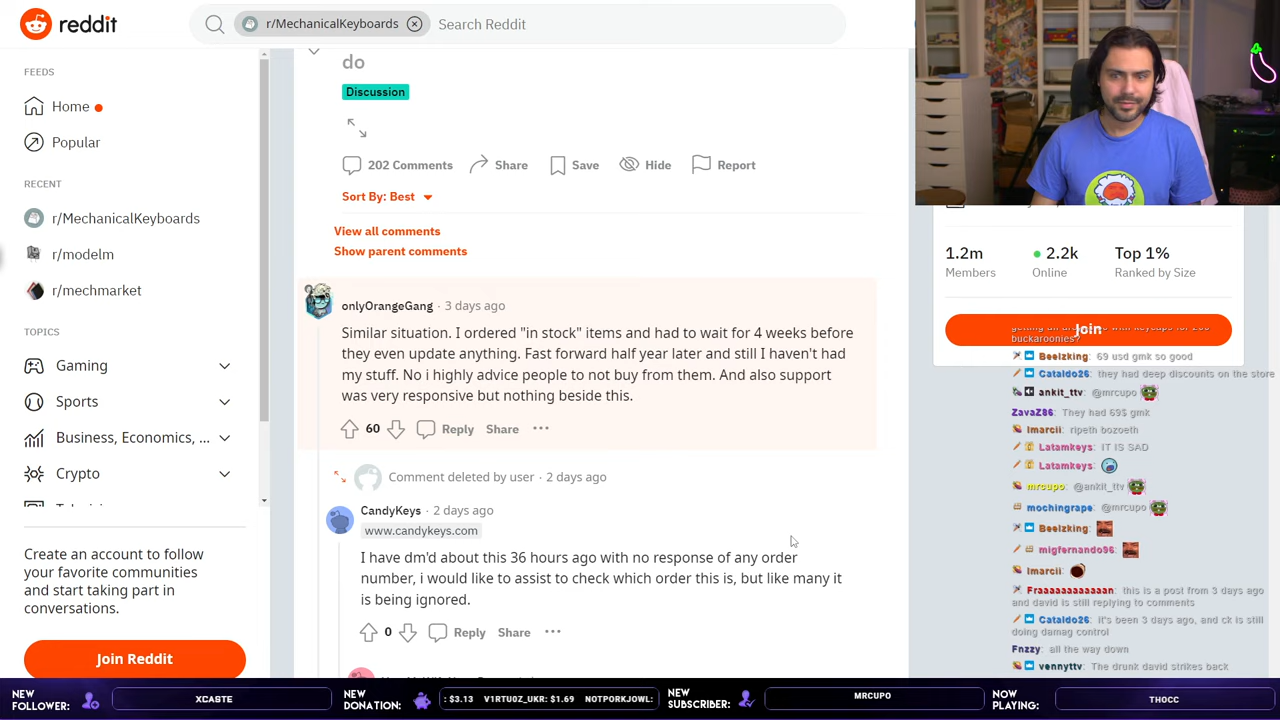 reddit
r/MechanicalKeyboards
Search Reddit
FEEDS
Home
Popular
RECENT
r/MechanicalKeyboards
r/modelm
r/mechmarket
TOPICS
Gaming
Sports
Business, Economics, ...
Crypto
Create an account to follow
your favorite communities
and start taking part in
conversations.
Join Reddit
do
Discussion
202 Comments
Share
Save
Hide
Report
Sort By: Best
View all comments
Show parent comments
onlyOrangeGang · 3 days ago
Similar situation. I ordered "in stock" items and had to wait for 4 weeks before
they even update anything. Fast forward half year later and still I haven't had
my stuff. No i highly advice people to not buy from them. And also support
was very responsive but nothing beside this.
60
Reply
Share
Comment deleted by user · 2 days ago
CandyKeys · 2 days ago
www.candykeys.com
I have dm'd about this 36 hours ago with no response of any order
number, i would like to assist to check which order this is, but like many it
is being ignored.
0
Reply
Share
1.2m
Members
2.2k
Online
Top 1%
Ranked by Size
Join
buckaroonies?
Beelzking: 69 usd gmk so good
Cataldo26: they had deep discounts on the store
ankit_ttv: @mrcupo
ZavaZ86: They had 69$ gmk
lmarcii: ripeth bozoeth
Latamkeys: IT IS SAD
Latamkeys:
mrcupo: @ankit_ttv
mochingrape: @mrcupo
Beelzking:
migfernando96:
lmarcii:
Fraaaaaaaaaaan: this is a post from 3 days ago
and david is still replying to comments
Cataldo26: it's been 3 days ago, and ck is still
doing damag control
Fnzzy: all the way down
vennyttv: The drunk david strikes back
NEW
FOLLOWER:
XCASTE
NEW
DONATION:
: $3.13 V1RTU0Z_UKR: $1.69 NOTPORKJOWL:
NEW
SUBSCRIBER:
MRCUPO
NOW
PLAYING:
THOCC